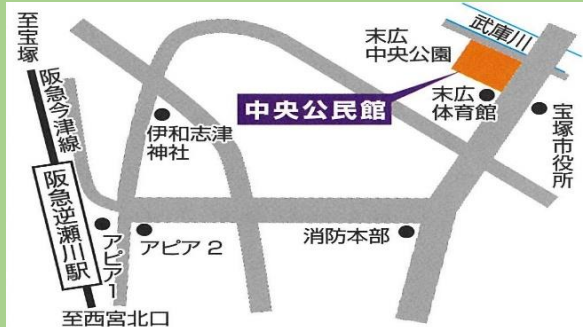 至宝塚
阪急今津線
阪急逆瀬川駅
至西宮北口
アピア1
アピア 2
伊和志津
神社
中央公民館
末広
中央公園
武庫川
末広
体育館
宝塚市役所
消防本部